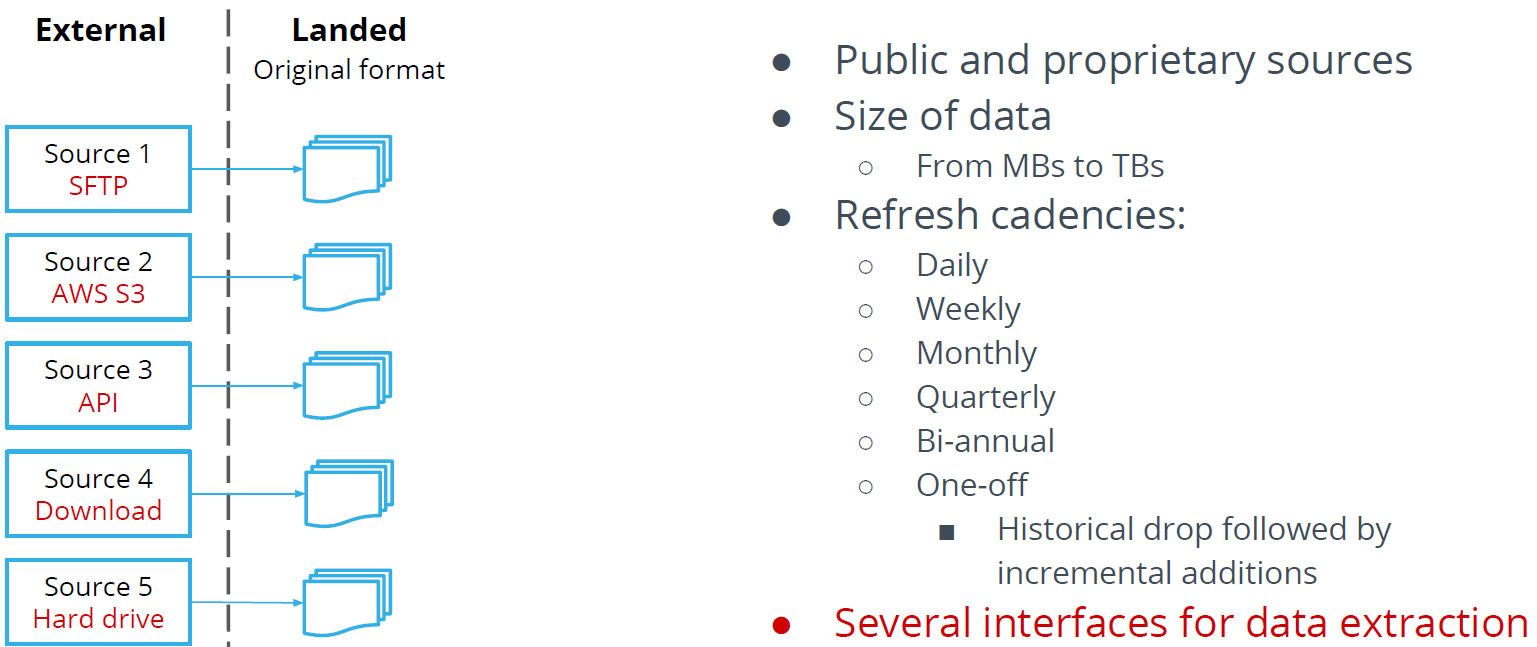 External
Landed
Original format
Source 1
SFTP
Source 2
AWS S3
Source 3
API
Source 4
Download
Source 5
Hard drive
● Public and proprietary sources
● Size of data
○ From MBs to TBs
● Refresh cadencies:
○ Daily
○ Weekly
○ Monthly
○ Quarterly
○ Bi-annual
○ One-off
■ Historical drop followed by
incremental additions
● Several interfaces for data extraction